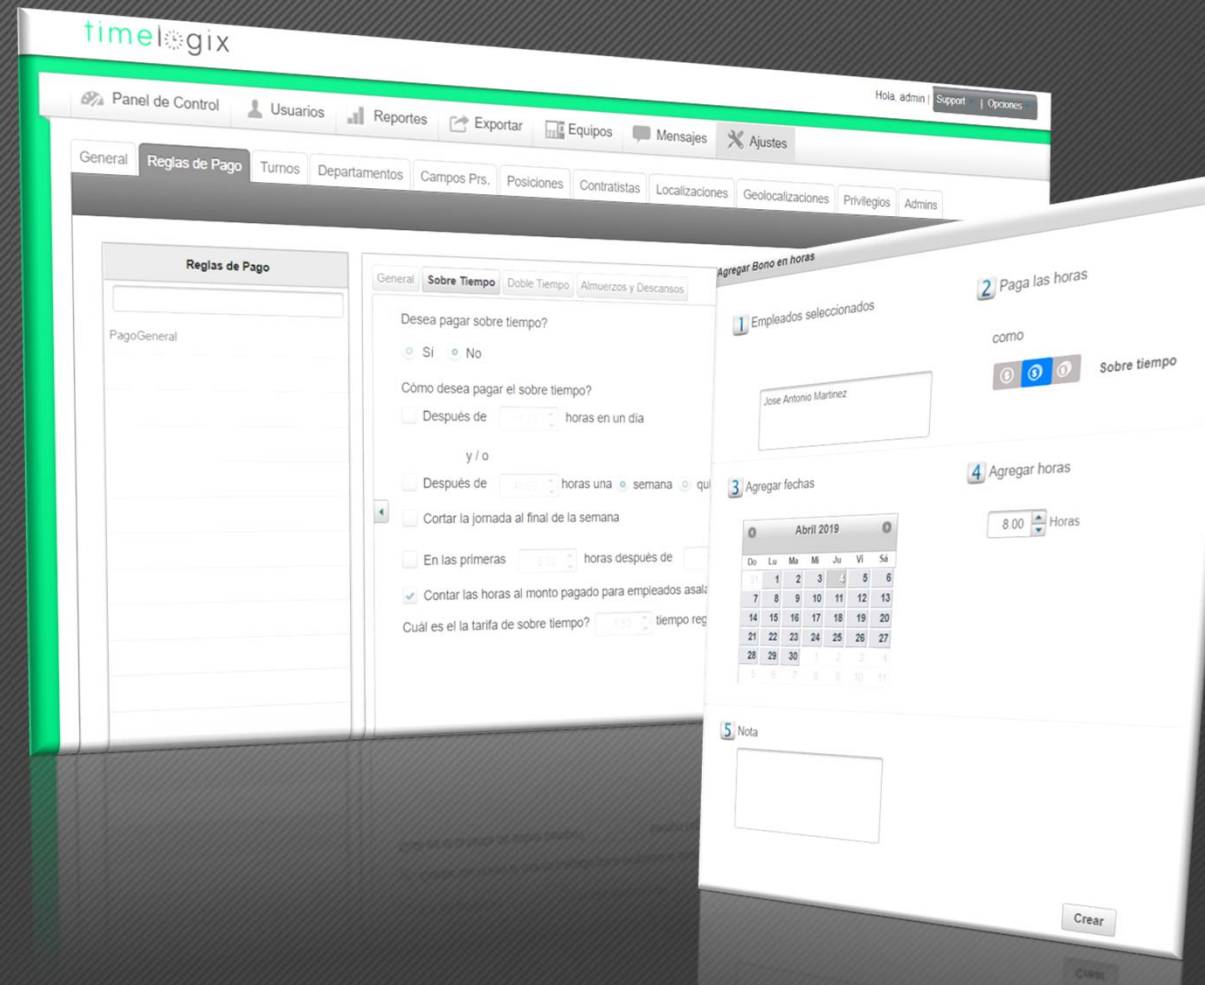 timelogix
Hola, admin | Support | Opciones
Panel de Control Usuarios Reportes Exportar Equipos Mensajes Ajustes
General Reglas de Pago Turnos Departamentos Campos Prs. Posiciones Contratistas Localizaciones Geolocalizaciones Privilegios Admins
Reglas de Pago
PagoGeneral
General Sobre Tiempo Doble Tiempo Almuerzos y Descansos
Desea pagar sobre tiempo?
Sí No
Cómo desea pagar el sobre tiempo?
Después de horas en un día
y / o
Después de horas una semana qui
Cortar la jornada al final de la semana
En las primeras horas después de
Contar las horas al monto pagado para empleados asala
Cuál es el la tarifa de sobre tiempo? tiempo reg
Agregar Bono en horas
1 Empleados seleccionados
Jose Antonio Martinez
2 Paga las horas
como
Sobre tiempo
3 Agregar fechas
Abril 2019
Do Lu Ma Mi Ju Vi Sá
31 1 2 3 4 5 6
7 8 9 10 11 12 13
14 15 16 17 18 19 20
21 22 23 24 25 26 27
28 29 30 1 2 3 4
5 6 7 8 9 10 11
4 Agregar horas
8.00 Horas
5 Nota
Crear